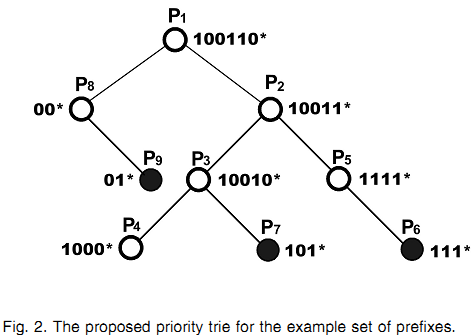 P1
100110*
P8
00*
P2
10011*
P9
01*
P3
10010*
P5
1111*
P4
1000*
P7
101*
P6
111*
Fig. 2. The proposed priority trie for the example set of prefixes.